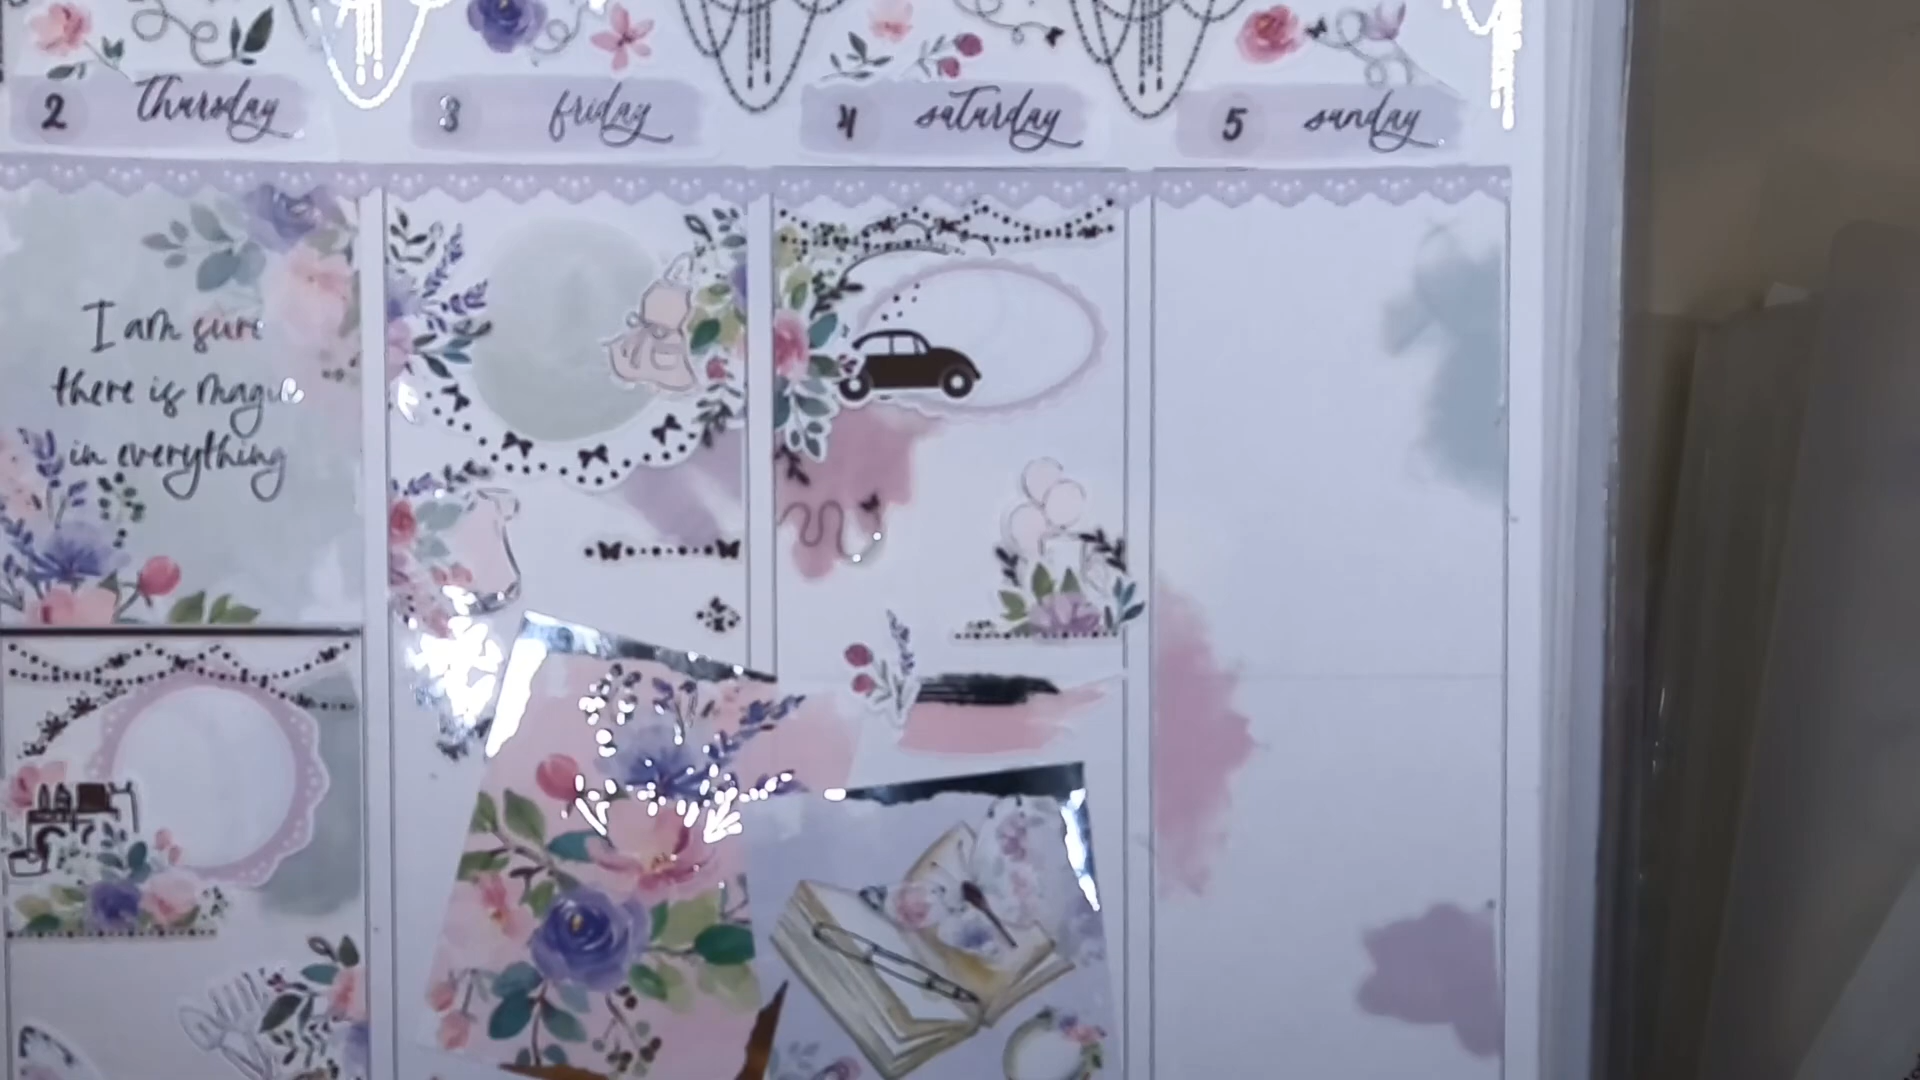 2 thursday
3 friday
4 saturday
5 sunday
I am sure
there is magic
in everything